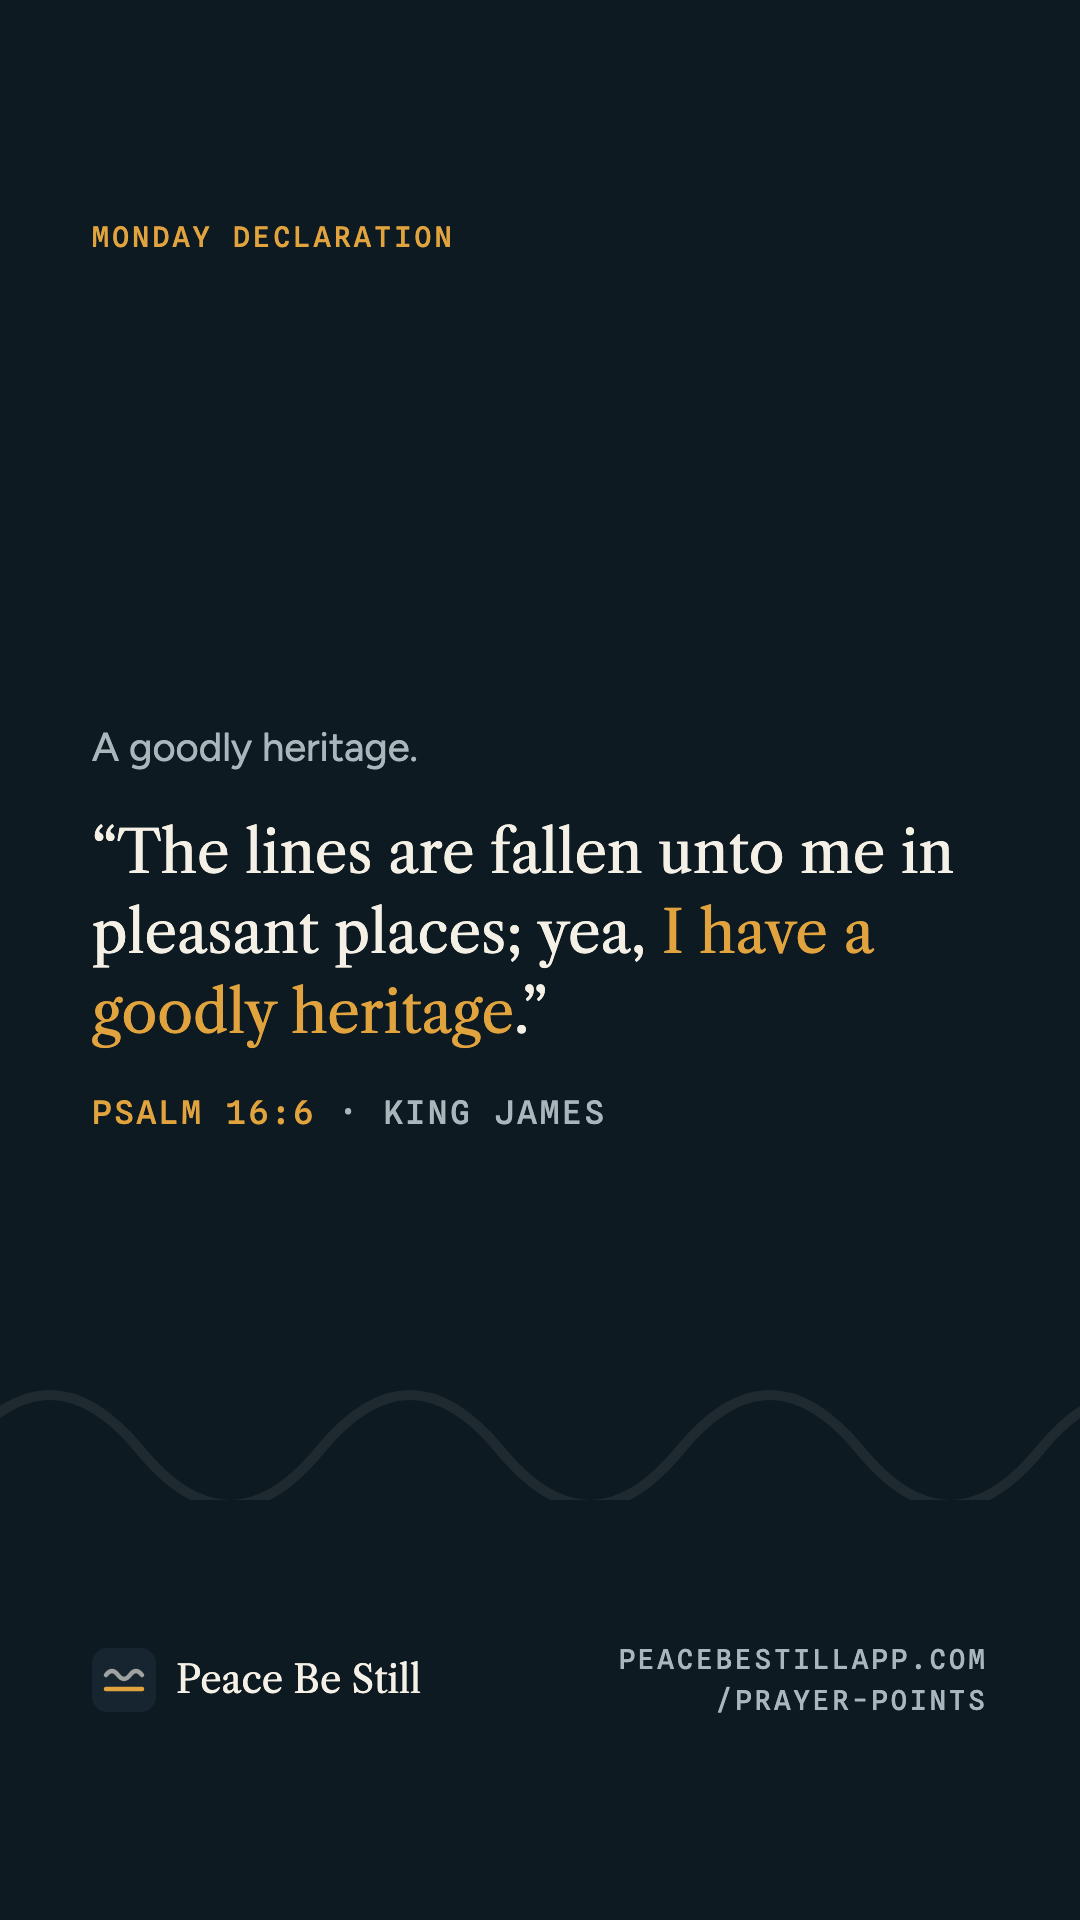 MONDAY DECLARATION
A goodly heritage.
“The lines are fallen unto me in
pleasant places; yea, I have a
goodly heritage.”
PSALM 16:6 · KING JAMES
Peace Be Still
PEACEBESTILLAPP.COM
/PRAYER-POINTS